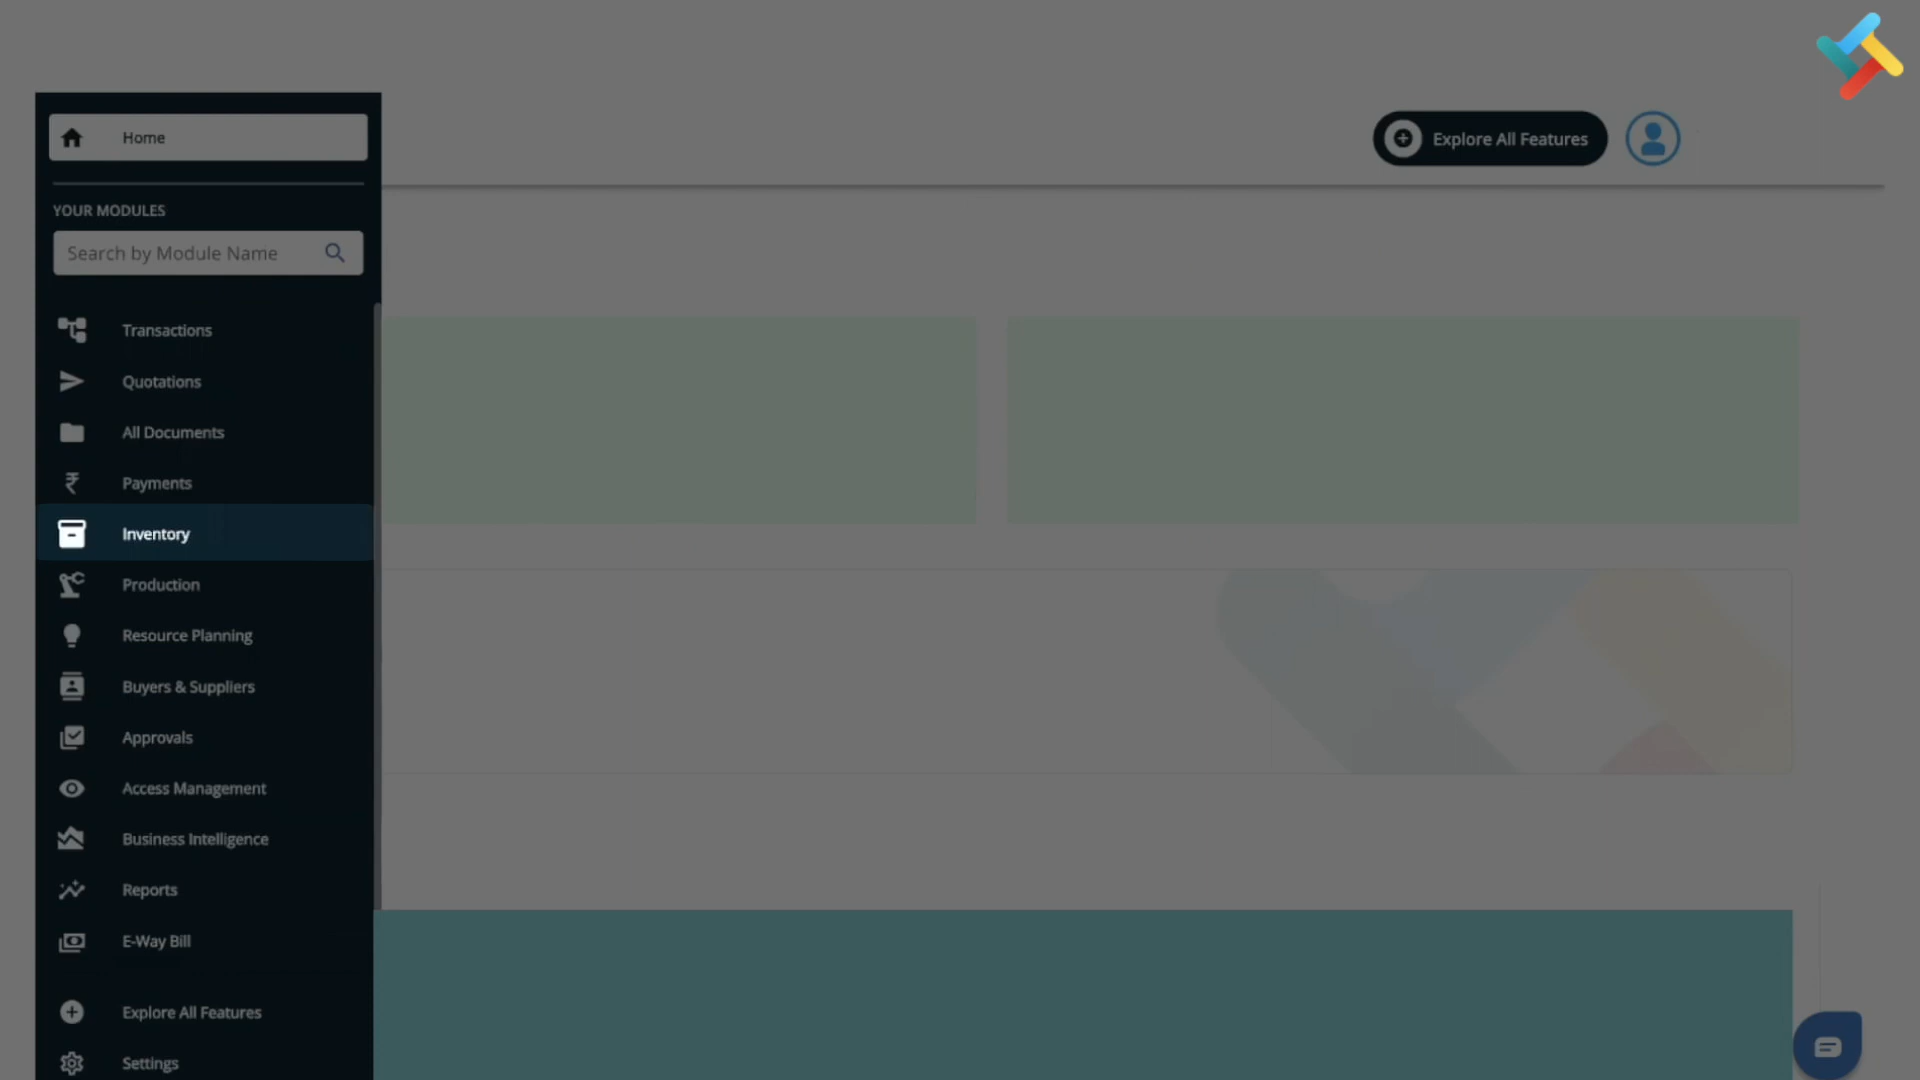 Home
Explore All Features
YOUR MODULES
Search by Module Name
Transactions
Quotations
All Documents
Payments
Inventory
Production
Resource Planning
Buyers & Suppliers
Approvals
Access Management
Business Intelligence
Reports
E-Way Bill
Explore All Features
Settings